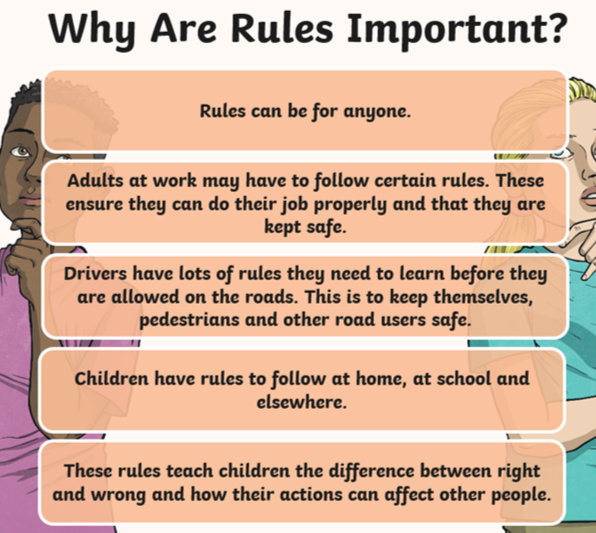 Why Are Rules Important?
Rules can be for anyone.
Adults at work may have to follow certain rules. These
ensure they can do their job properly and that they are
kept safe.
Drivers have lots of rules they need to learn before they
are allowed on the roads. This is to keep themselves,
pedestrians and other road users safe.
Children have rules to follow at home, at school and
elsewhere.
These rules teach children the difference between right
and wrong and how their actions can affect other people.